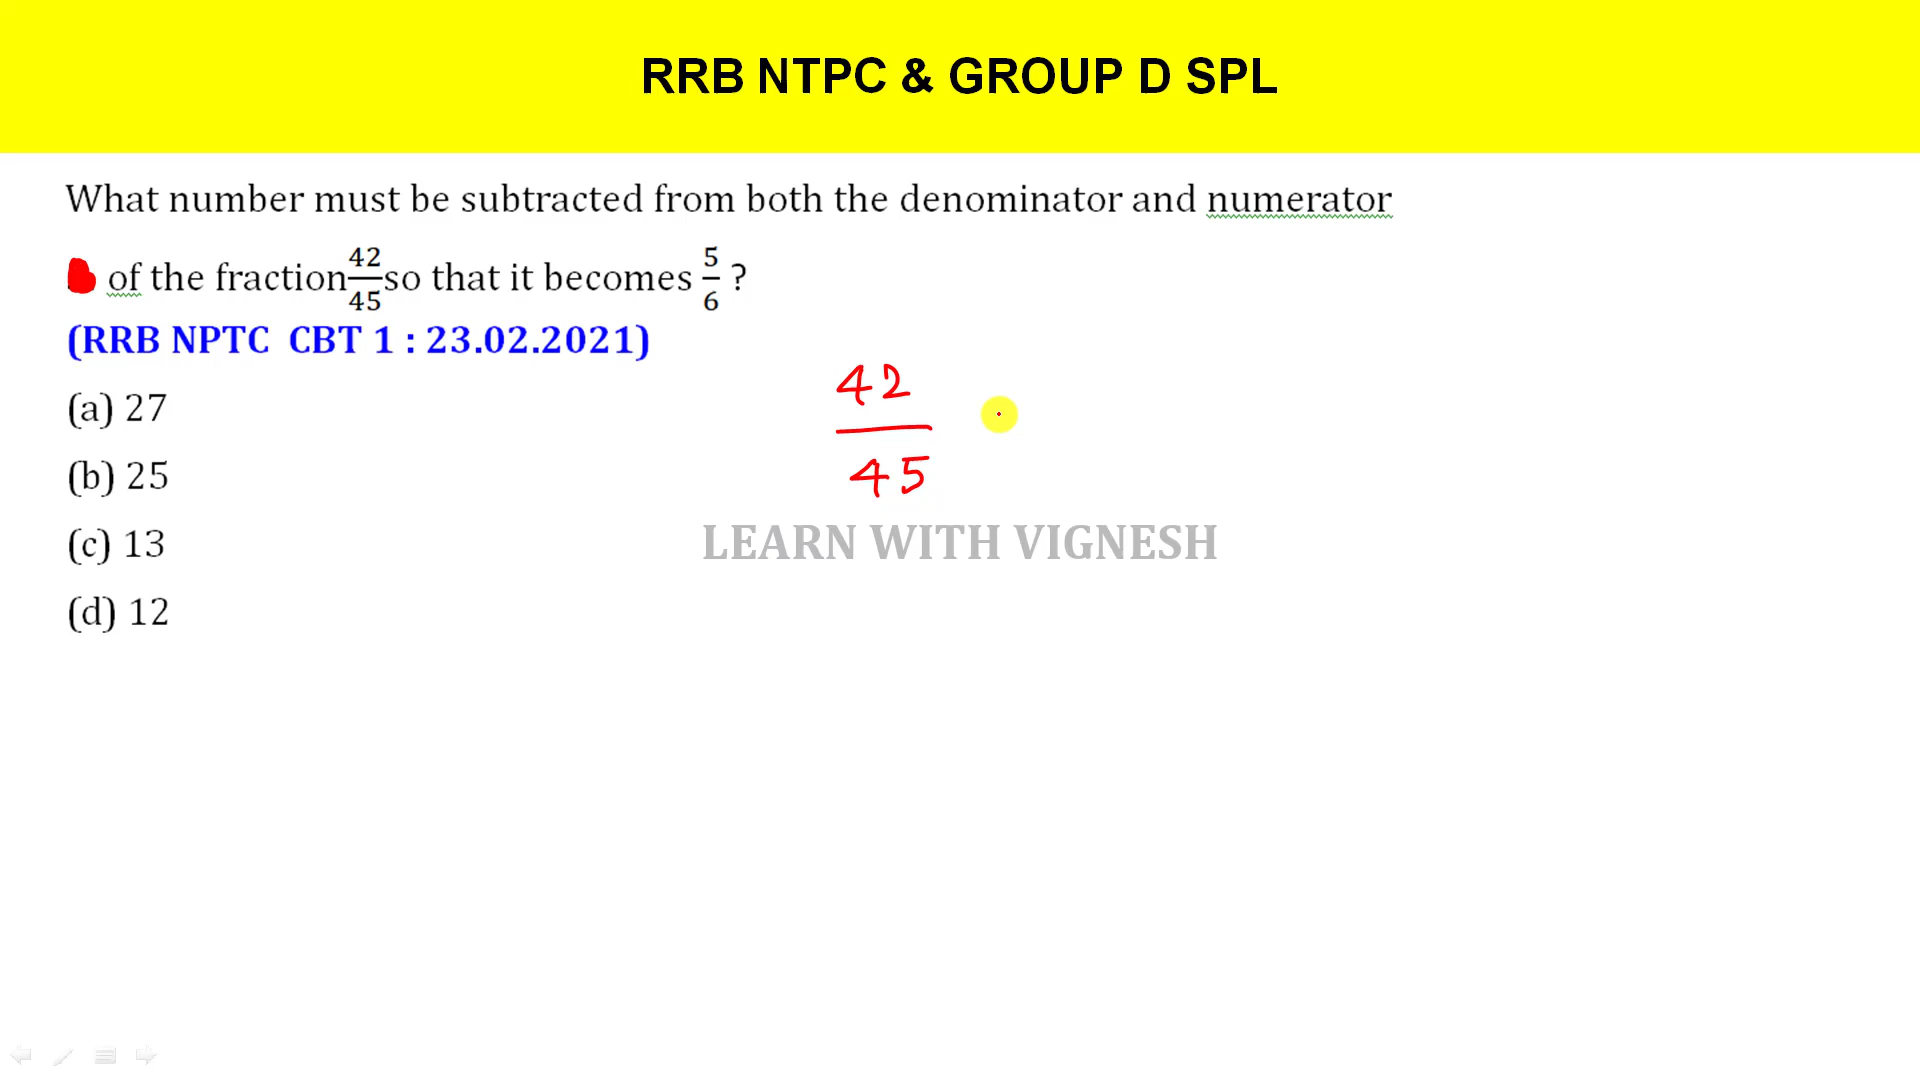 RRB NTPC & GROUP D SPL
What number must be subtracted from both the denominator and numerator
of the fraction 42/45 so that it becomes 5/6 ?
(RRB NPTC CBT 1 : 23.02.2021)
(a) 27
(b) 25
(c) 13
(d) 12
42
45
LEARN WITH VIGNESH